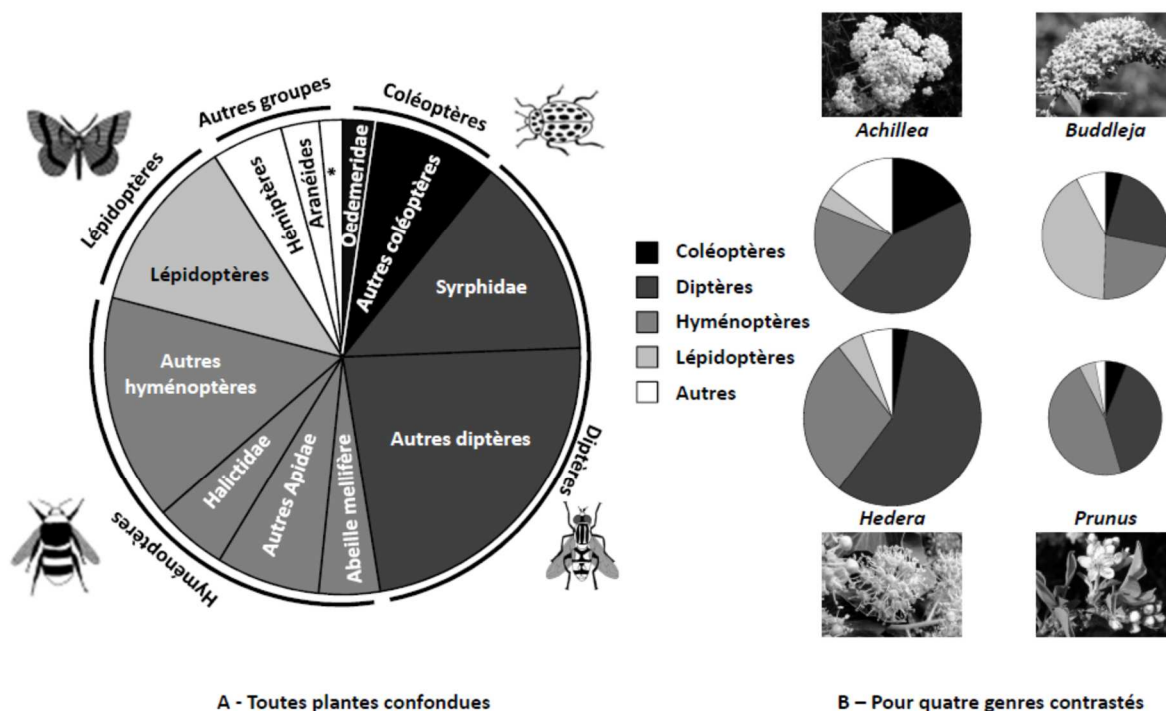 Autres groupes
Coléoptères
Lépidoptères
Diptères
Hyménoptères
Hémiptères
Aranéides
*
Oedemeridae
Autres coléoptères
Syrphidae
Autres diptères
Abeille mellifère
Autres Apidae
Halictidae
Autres
hyménoptères
Lépidoptères
A - Toutes plantes confondues
Achillea
Buddleja
Coléoptères
Diptères
Hyménoptères
Lépidoptères
Autres
Hedera
Prunus
B – Pour quatre genres contrastés